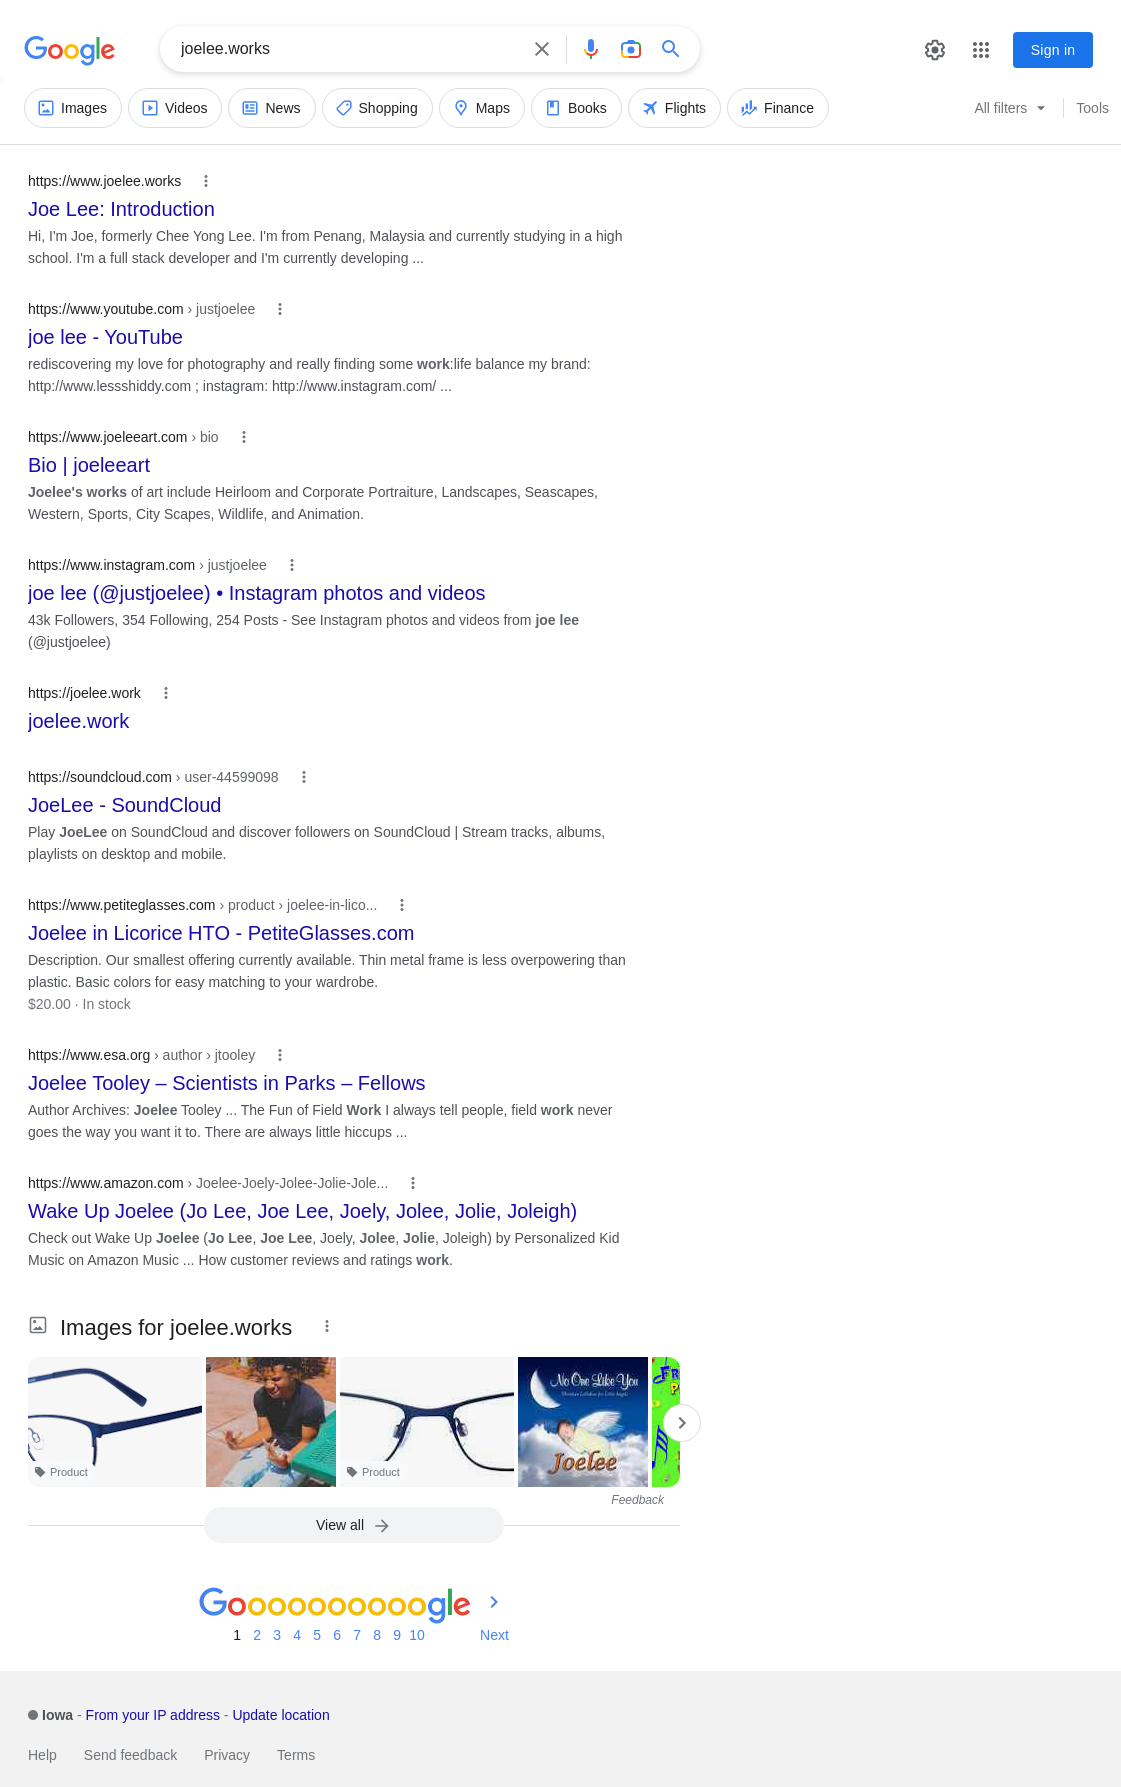 Google
joelee.works
Sign in
Images
Videos
News
Shopping
Maps
Books
Flights
Finance
All filters
Tools
https://www.joelee.works
Joe Lee: Introduction
Hi, I'm Joe, formerly Chee Yong Lee. I'm from Penang, Malaysia and currently studying in a high
school. I'm a full stack developer and I'm currently developing ...
https://www.youtube.com › justjoelee
joe lee - YouTube
rediscovering my love for photography and really finding some work:life balance my brand:
http://www.lessshiddy.com ; instagram: http://www.instagram.com/ ...
https://www.joeleeart.com › bio
Bio | joeleeart
Joelee's works of art include Heirloom and Corporate Portraiture, Landscapes, Seascapes,
Western, Sports, City Scapes, Wildlife, and Animation.
https://www.instagram.com › justjoelee
joe lee (@justjoelee) • Instagram photos and videos
43k Followers, 354 Following, 254 Posts - See Instagram photos and videos from joe lee
(@justjoelee)
https://joelee.work
joelee.work
https://soundcloud.com › user-44599098
JoeLee - SoundCloud
Play JoeLee on SoundCloud and discover followers on SoundCloud | Stream tracks, albums,
playlists on desktop and mobile.
https://www.petiteglasses.com › product › joelee-in-lico...
Joelee in Licorice HTO - PetiteGlasses.com
Description. Our smallest offering currently available. Thin metal frame is less overpowering than
plastic. Basic colors for easy matching to your wardrobe.
$20.00 · In stock
https://www.esa.org › author › jtooley
Joelee Tooley – Scientists in Parks – Fellows
Author Archives: Joelee Tooley ... The Fun of Field Work I always tell people, field work never
goes the way you want it to. There are always little hiccups ...
https://www.amazon.com › Joelee-Joely-Jolee-Jolie-Jole...
Wake Up Joelee (Jo Lee, Joe Lee, Joely, Jolee, Jolie, Joleigh)
Check out Wake Up Joelee (Jo Lee, Joe Lee, Joely, Jolee, Jolie, Joleigh) by Personalized Kid
Music on Amazon Music ... How customer reviews and ratings work.
Images for joelee.works
Product
Product
No One Like You
Joelee
Feedback
View all
Goooooooooogle
1 2 3 4 5 6 7 8 9 10 Next
Iowa - From your IP address - Update location
Help Send feedback Privacy Terms